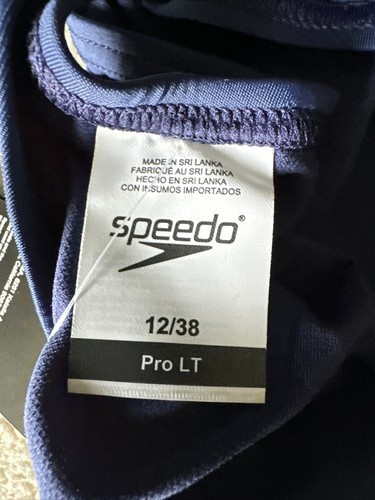 MADE IN SRI LANKA
FABRIQUÉ AU SRI LANKA
HECHO EN SRI LANKA
CON INSUMOS IMPORTADOS
speedo®
12/38
Pro LT